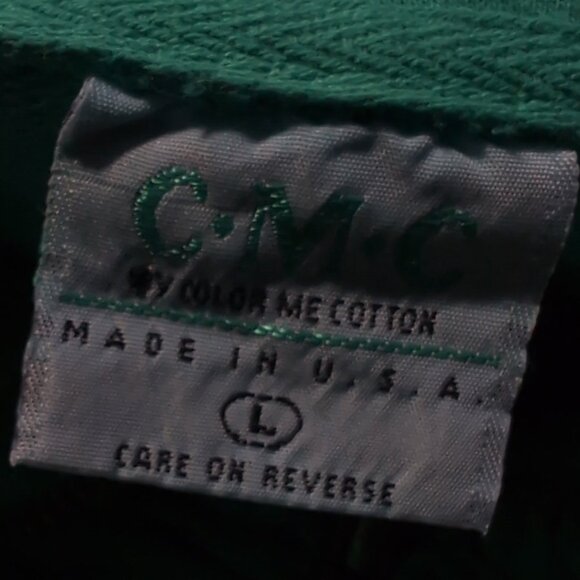 C·M·C
BY COLOR ME COTTON
MADE IN U.S.A.
L
CARE ON REVERSE